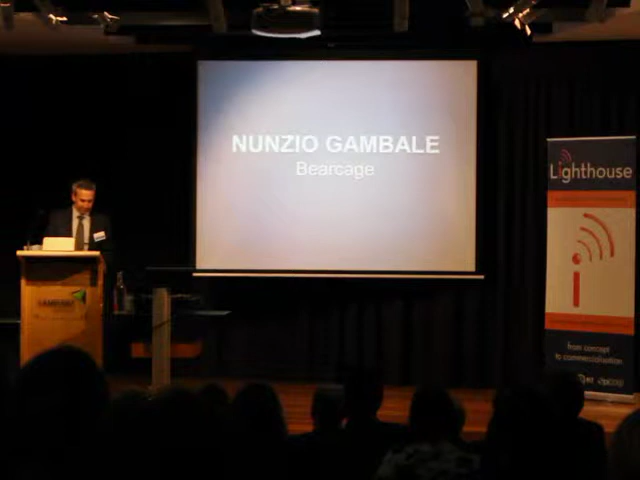 NUNZIO GAMBALE
Bearcage
Lighthouse
from concept
to commercialisation